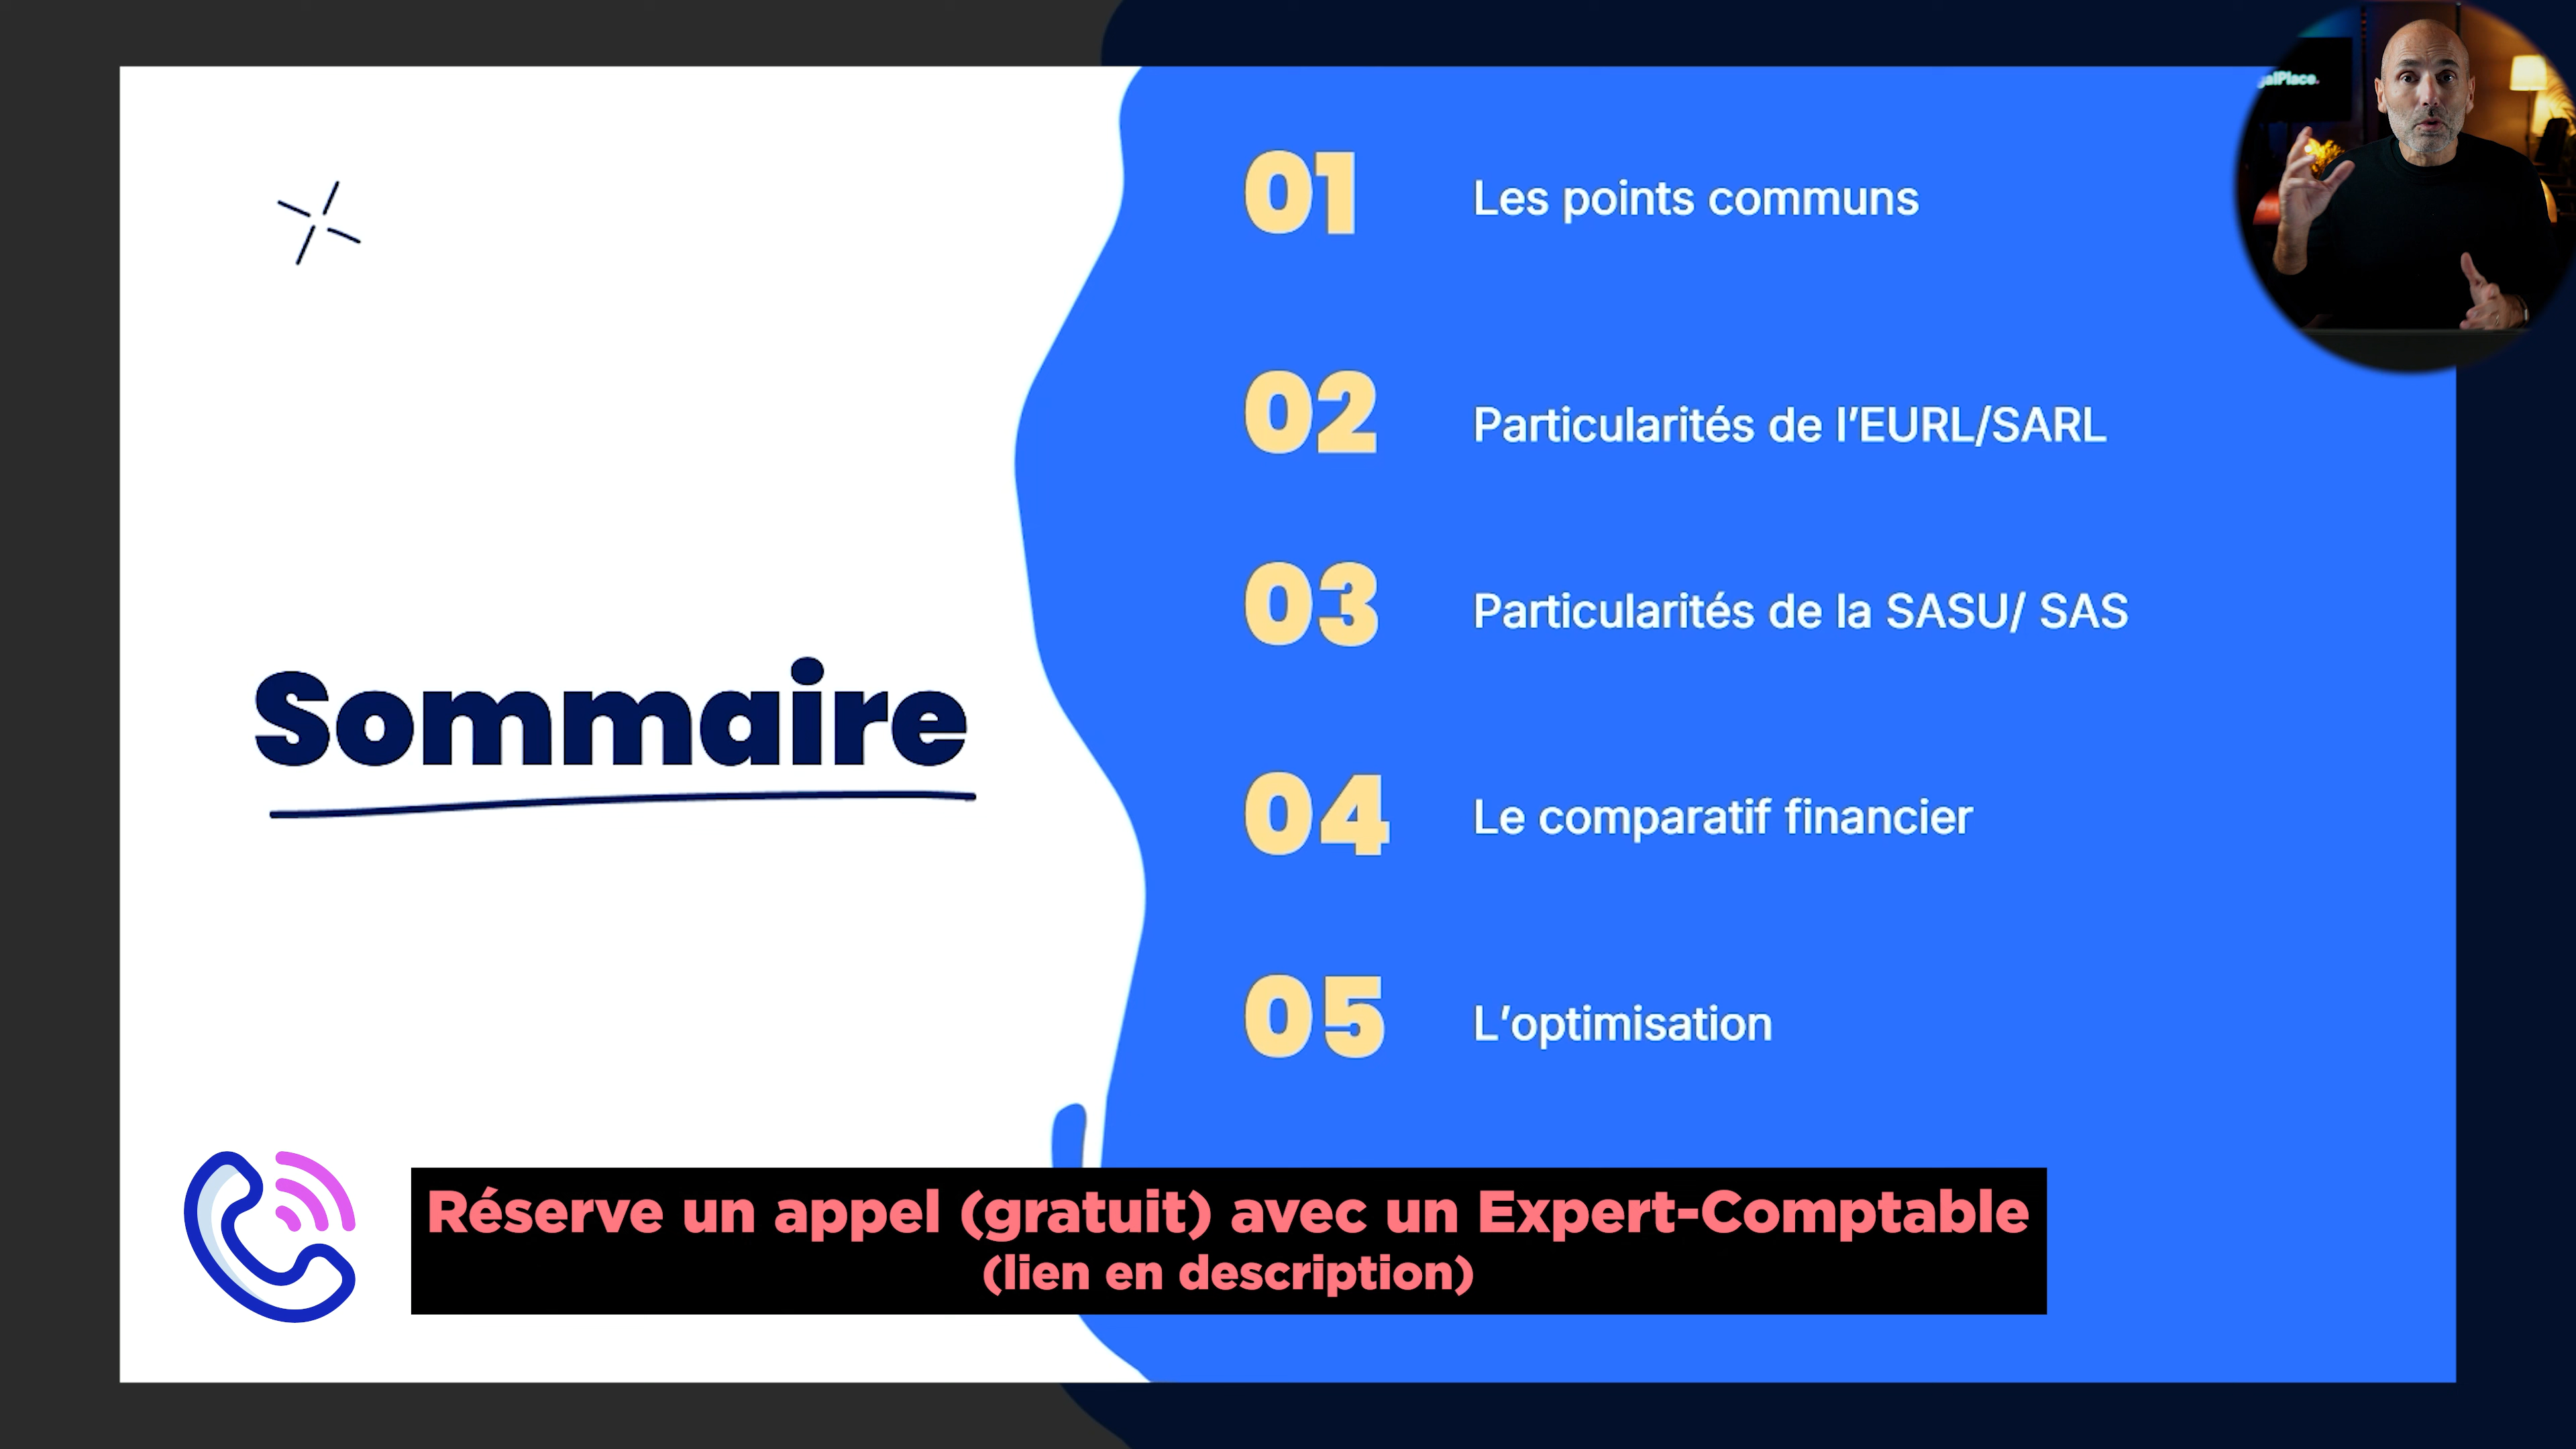 Sommaire
01 Les points communs
02 Particularités de l'EURL/SARL
03 Particularités de la SASU/ SAS
04 Le comparatif financier
05 L'optimisation
Réserve un appel (gratuit) avec un Expert-Comptable
(lien en description)